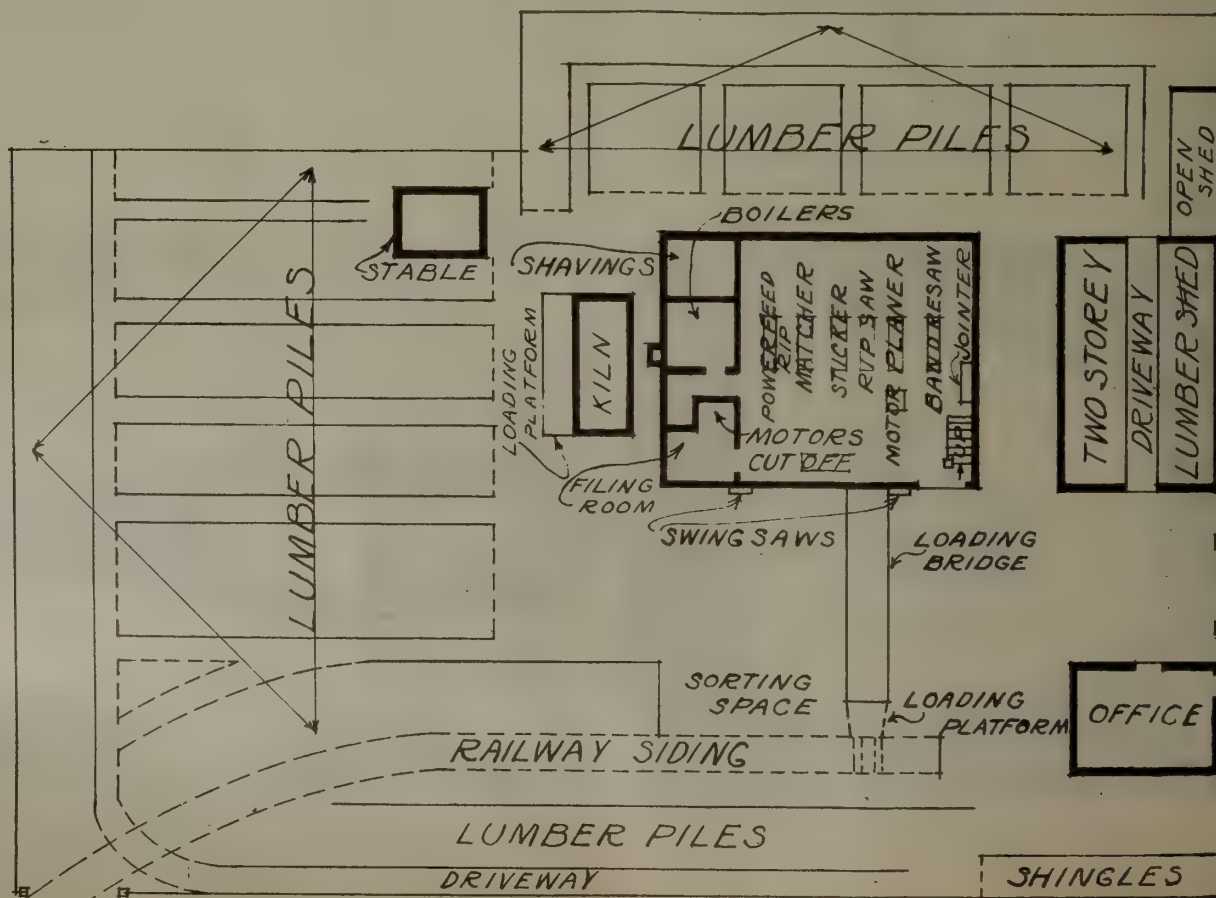 LUMBER PILES
OPEN
SHED
BOILERS
STABLE
SHAVINGS
LUMBER PILES
LOADING
PLATFORM
KILN
POWER FEED
RIP
MATCHER
STICKER
RIP SAW
MOTOR PLANER
BAND RESAW
JOINTER
UP
MOTORS
CUT OFF
FILING
ROOM
SWING SAWS
TWO STOREY
DRIVEWAY
LUMBER SHED
LOADING
BRIDGE
SORTING
SPACE
LOADING
PLATFORM
OFFICE
RAILWAY SIDING
LUMBER PILES
DRIVEWAY
SHINGLES